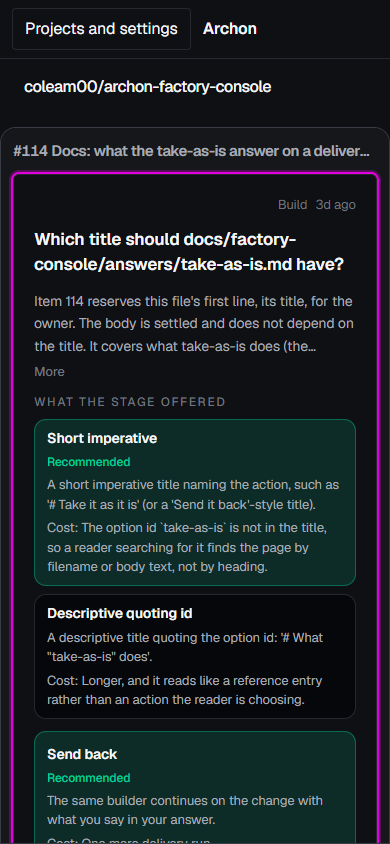 Projects and settings
Archon
coleam00/archon-factory-console
#114 Docs: what the take-as-is answer on a deliver...
Build 3d ago
Which title should docs/factory-
console/answers/take-as-is.md have?
Item 114 reserves this file's first line, its title, for the
owner. The body is settled and does not depend on
the title. It covers what take-as-is does (the...
More
WHAT THE STAGE OFFERED
Short imperative
Recommended
A short imperative title naming the action, such as
'# Take it as it is' (or a 'Send it back'-style title).
Cost: The option id `take-as-is` is not in the title,
so a reader searching for it finds the page by
filename or body text, not by heading.
Descriptive quoting id
A descriptive title quoting the option id: '# What
"take-as-is" does'.
Cost: Longer, and it reads like a reference entry
rather than an action the reader is choosing.
Send back
Recommended
The same builder continues on the change with
what you say in your answer.
Cost: One more delivery run